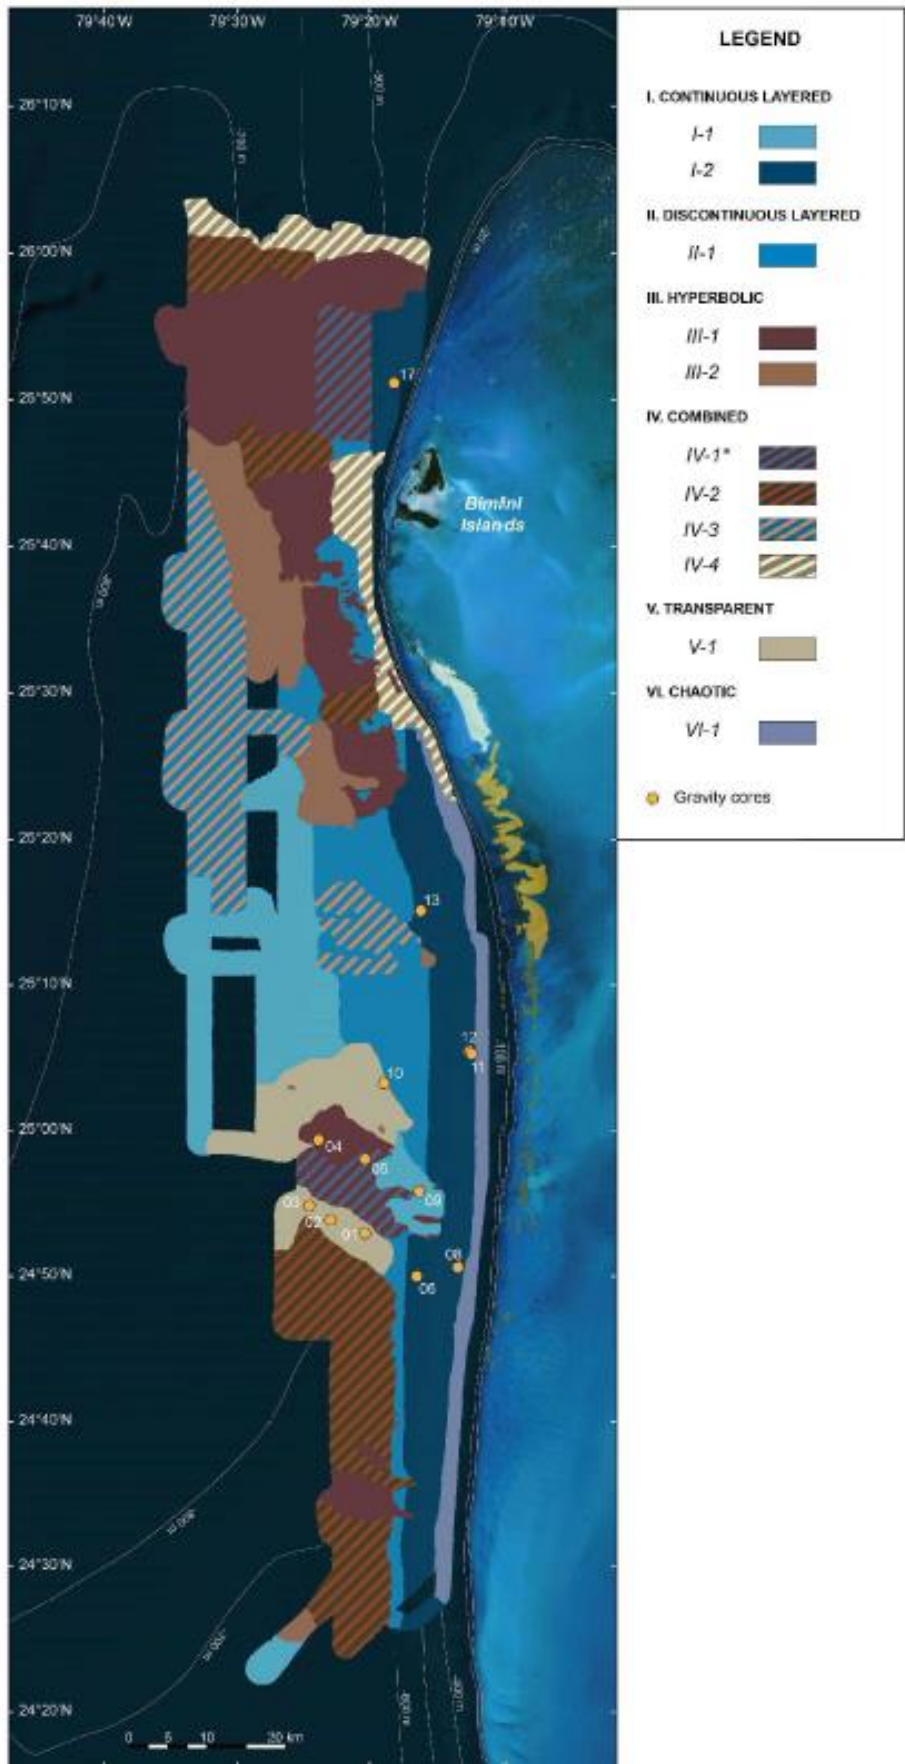 79°40'W
79°30'W
79°20'W
79°10'W
LEGEND
I. CONTINUOUS LAYERED
I-1
I-2
II. DISCONTINUOUS LAYERED
II-1
III. HYPERBOLIC
III-1
III-2
IV. COMBINED
IV-1*
IV-2
IV-3
IV-4
V. TRANSPARENT
V-1
VI. CHAOTIC
VI-1
Gravity cores
26°10'N
26°00'N
25°50'N
25°40'N
25°30'N
25°20'N
25°10'N
25°00'N
24°50'N
24°40'N
24°30'N
24°20'N
Bimini
Islands
17
13
12
11
10
04
05
09
03
02
01
08
06
-800 m
-700 m
0 5 10 20 km